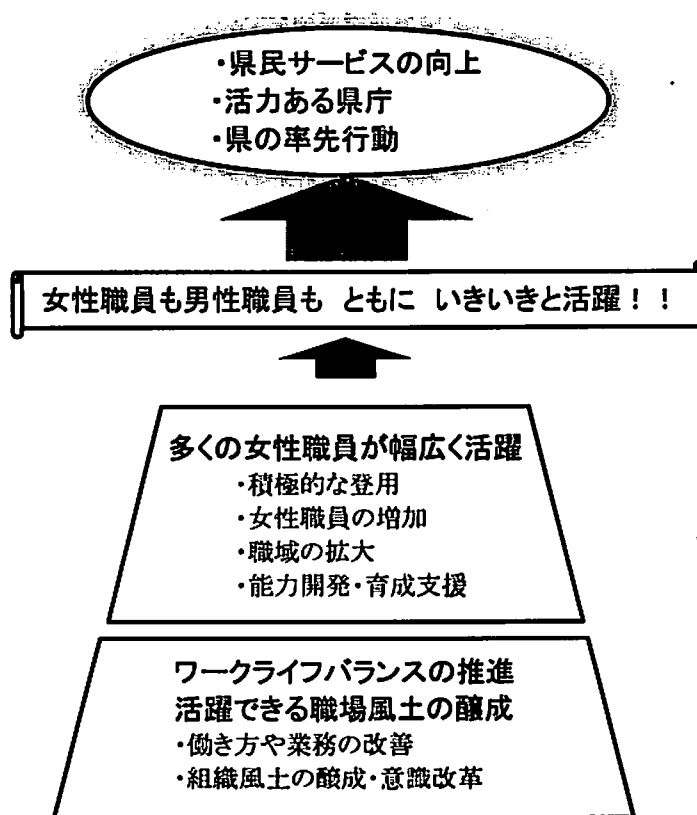 ・県民サービスの向上
・活力ある県庁
・県の率先行動
女性職員も男性職員も ともに いきいきと活躍！！
多くの女性職員が幅広く活躍
・積極的な登用
・女性職員の増加
・職域の拡大
・能力開発・育成支援
ワークライフバランスの推進
活躍できる職場風土の醸成
・働き方や業務の改善
・組織風土の醸成・意識改革